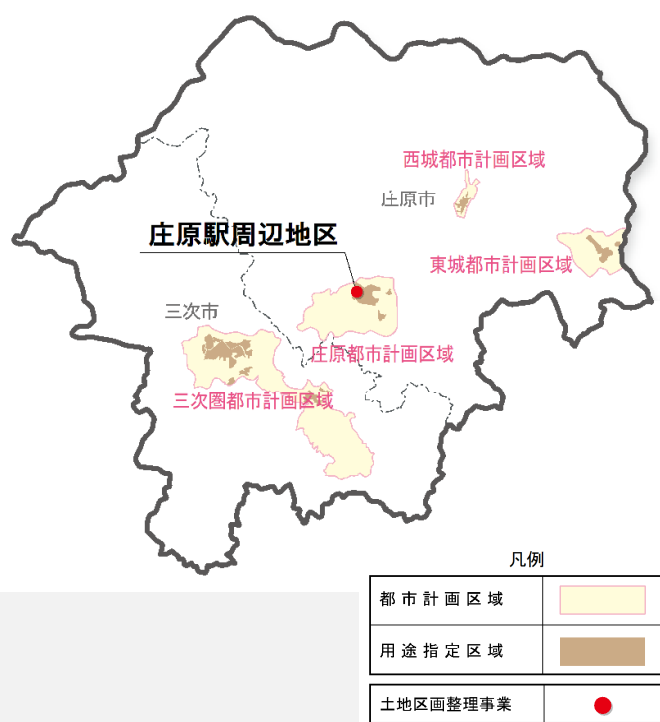 西城都市計画区域
庄原市
庄原駅周辺地区
東城都市計画区域
三次市
庄原都市計画区域
三次圏都市計画区域
凡例
都市計画区域
用途指定区域
土地区画整理事業